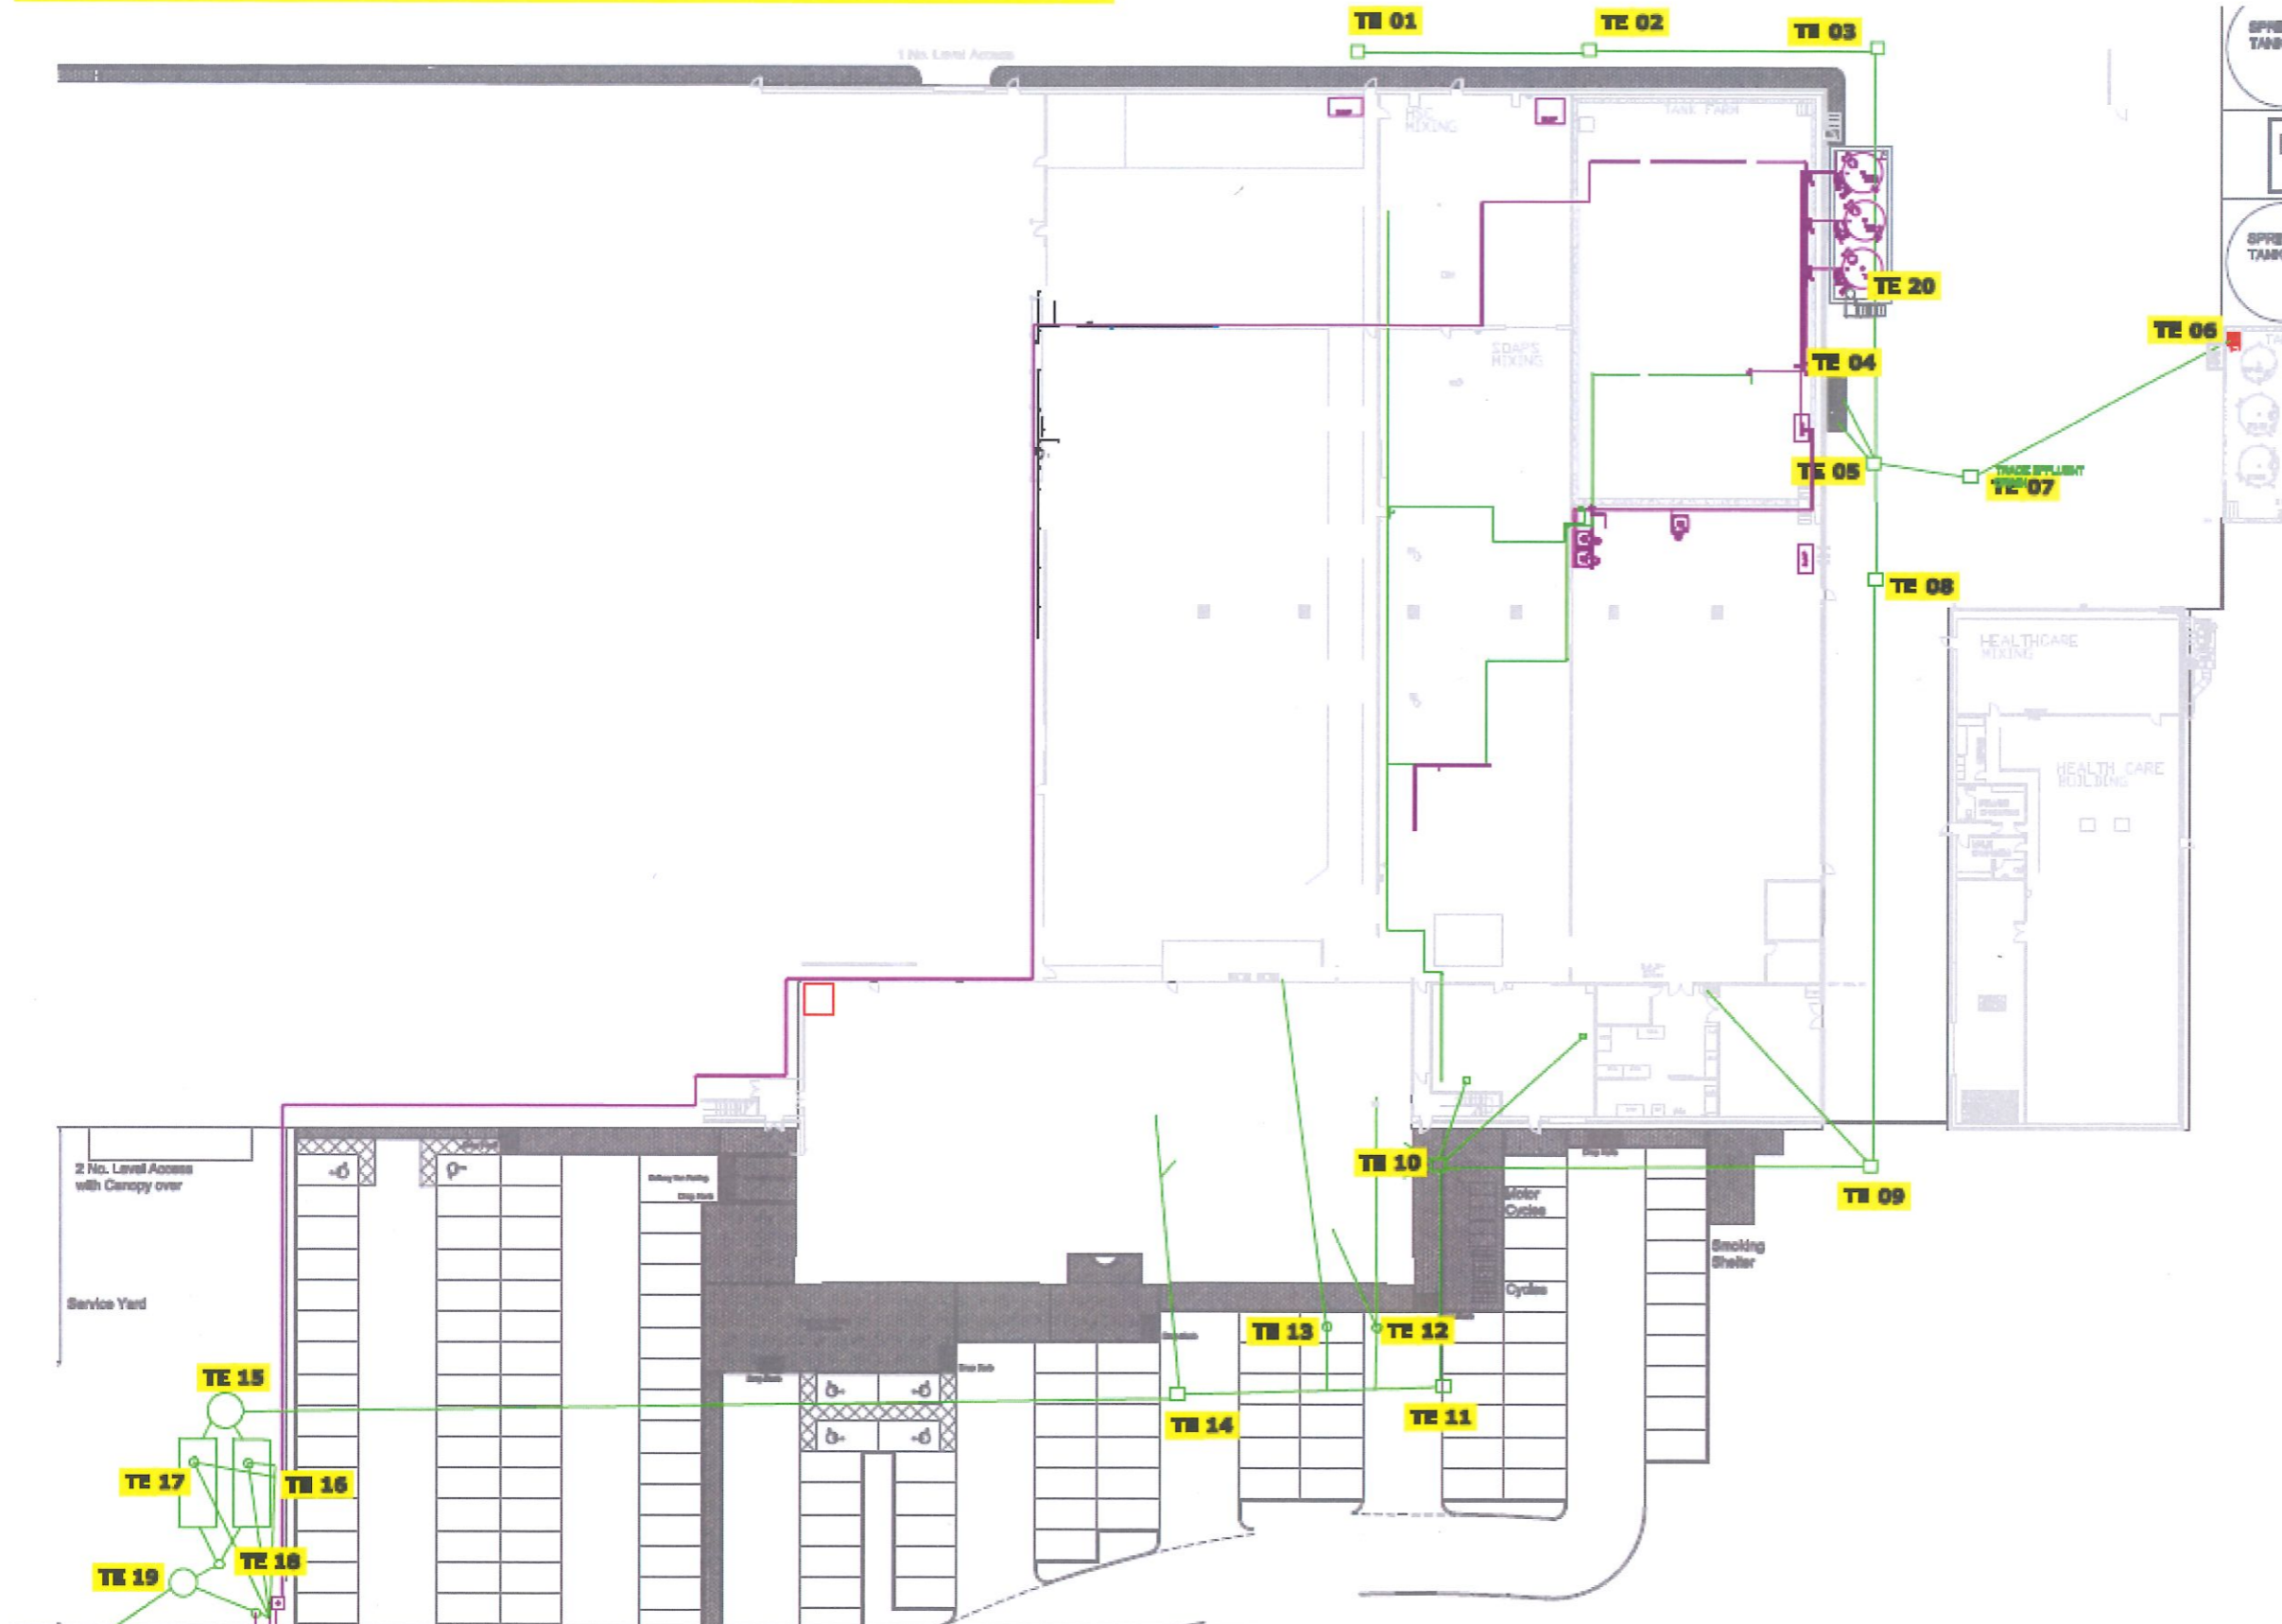 TE 01
TE 02
TE 03
1 No. Level Access
HSC
MIXING
TANK FARM
TE 20
TE 06
SOAPS
MIXING
TE 04
TE 05
TRADE EFFLUENT
TE 07
TE 08
HEALTHCARE
MIXING
HEALTH CARE
BUILDING
2 No. Level Access
with Canopy over
TE 10
TE 09
Motor
Cycles
Smoking
Shelter
Cycles
Service Yard
TE 13
TE 12
TE 15
TE 14
TE 11
TE 17
TE 16
TE 18
TE 19